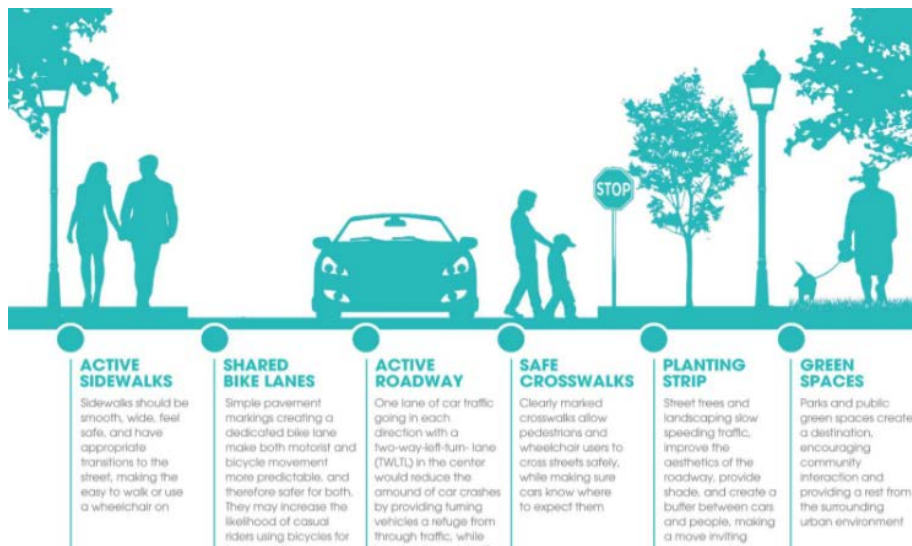 STOP
ACTIVE
SIDEWALKS
Sidewalks should be
smooth, wide, feel
safe, and have
appropriate
transitions to the
street, making the
easy to walk or use
a wheelchair on
SHARED
BIKE LANES
Simple pavement
markings creating a
dedicated bike lane
make both motorist and
bicycle movement
more predictable, and
therefore safer for both.
They may increase the
likelihood of casual
riders using bicycles for
ACTIVE
ROADWAY
One lane of car traffic
going in each
direction with a
two-way-left-turn- lane
(TWLTL) in the center
would reduce the
amound of car crashes
by providing turning
vehicles a refuge from
through traffic, while
SAFE
CROSSWALKS
Clearly marked
crosswalks allow
pedestrians and
wheelchair users to
cross streets safely,
while making sure
cars know where
to expect them
PLANTING
STRIP
Street trees and
landscaping slow
speeding traffic,
improve the
aesthetics of the
roadway, provide
shade, and create a
buffer between cars
and people, making
a move inviting
GREEN
SPACES
Parks and public
green spaces create
a destination,
encouraging
community
interaction and
providing a rest from
the surrounding
urban environment